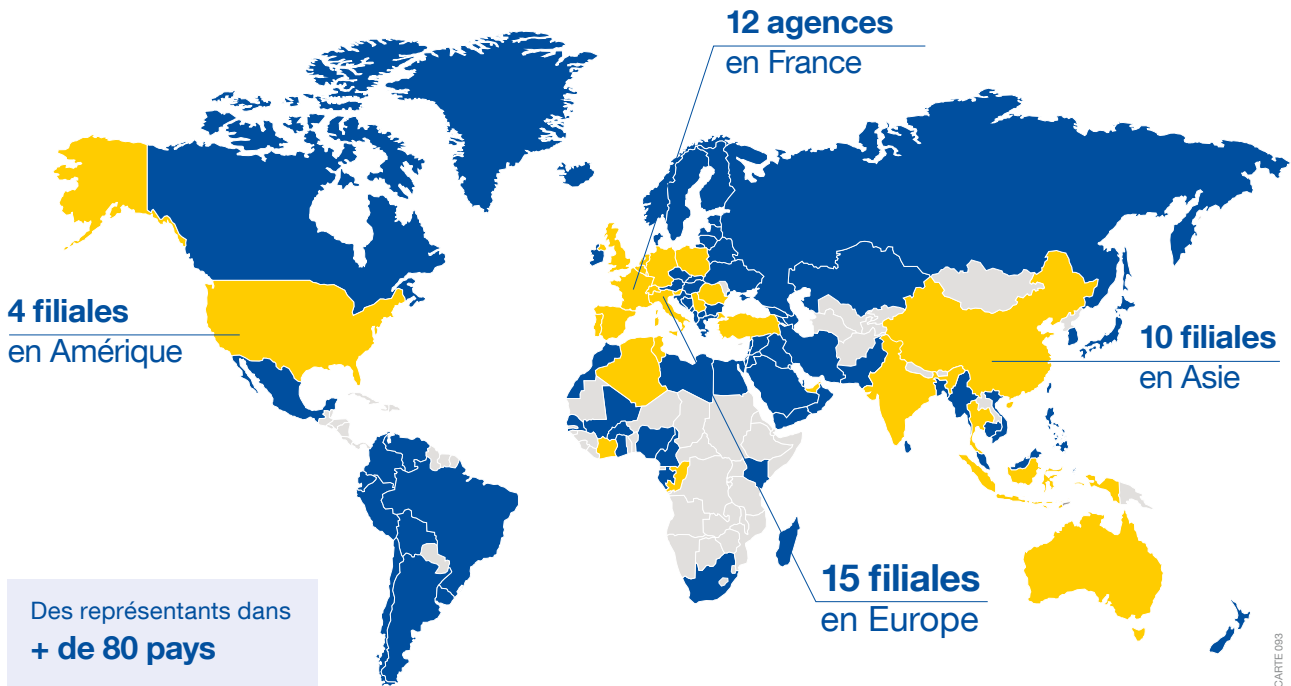 12 agences
en France
4 filiales
en Amérique
10 filiales
en Asie
15 filiales
en Europe
Des représentants dans
+ de 80 pays
CARTE 093